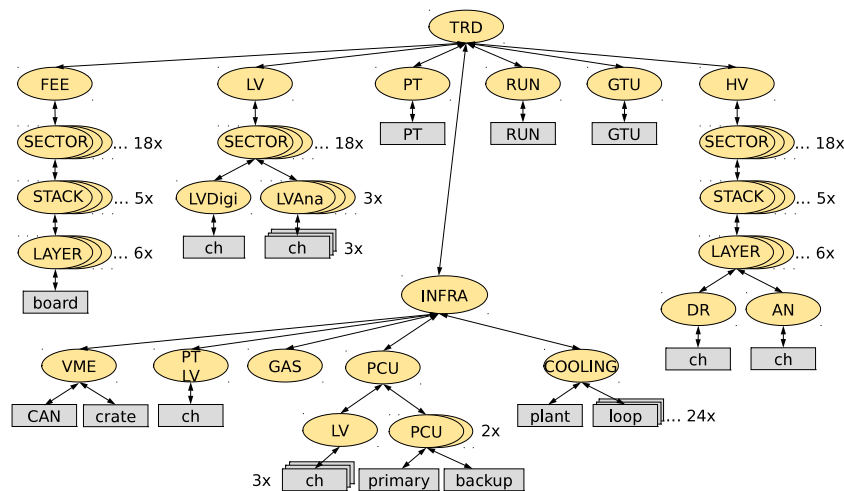 TRD
FEE LV PT RUN GTU HV
SECTOR ... 18x SECTOR ... 18x PT RUN GTU SECTOR ... 18x
STACK ... 5x LVDigi LVAna 3x STACK ... 5x
LAYER ... 6x ch ch 3x LAYER ... 6x
board INFRA DR AN
ch ch
VME PT LV GAS PCU COOLING
CAN crate ch plant loop ... 24x
LV PCU 2x
3x ch primary backup